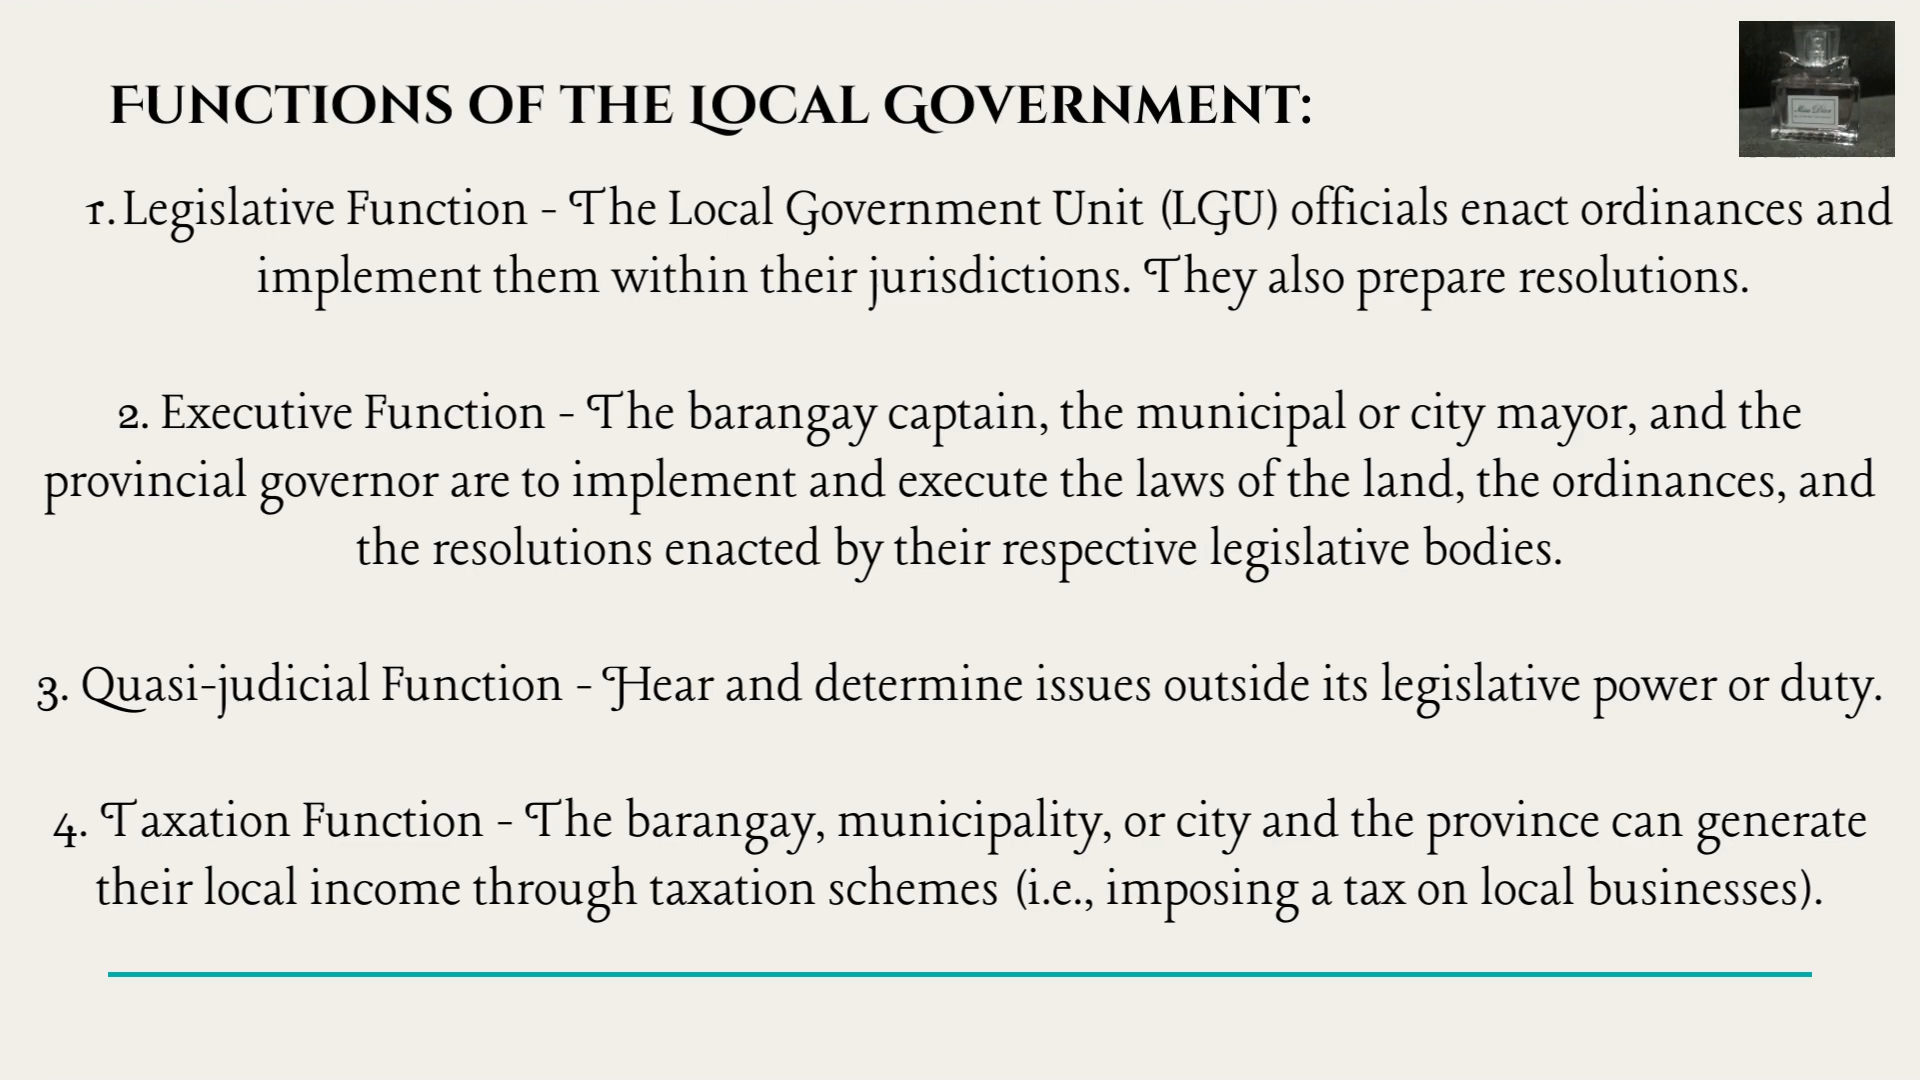 Functions of the Local Government:
Miss Dior
1. Legislative Function - The Local Government Unit (LGU) officials enact ordinances and
implement them within their jurisdictions. They also prepare resolutions.
2. Executive Function - The barangay captain, the municipal or city mayor, and the
provincial governor are to implement and execute the laws of the land, the ordinances, and
the resolutions enacted by their respective legislative bodies.
3. Quasi-judicial Function - Hear and determine issues outside its legislative power or duty.
4. Taxation Function - The barangay, municipality, or city and the province can generate
their local income through taxation schemes (i.e., imposing a tax on local businesses).